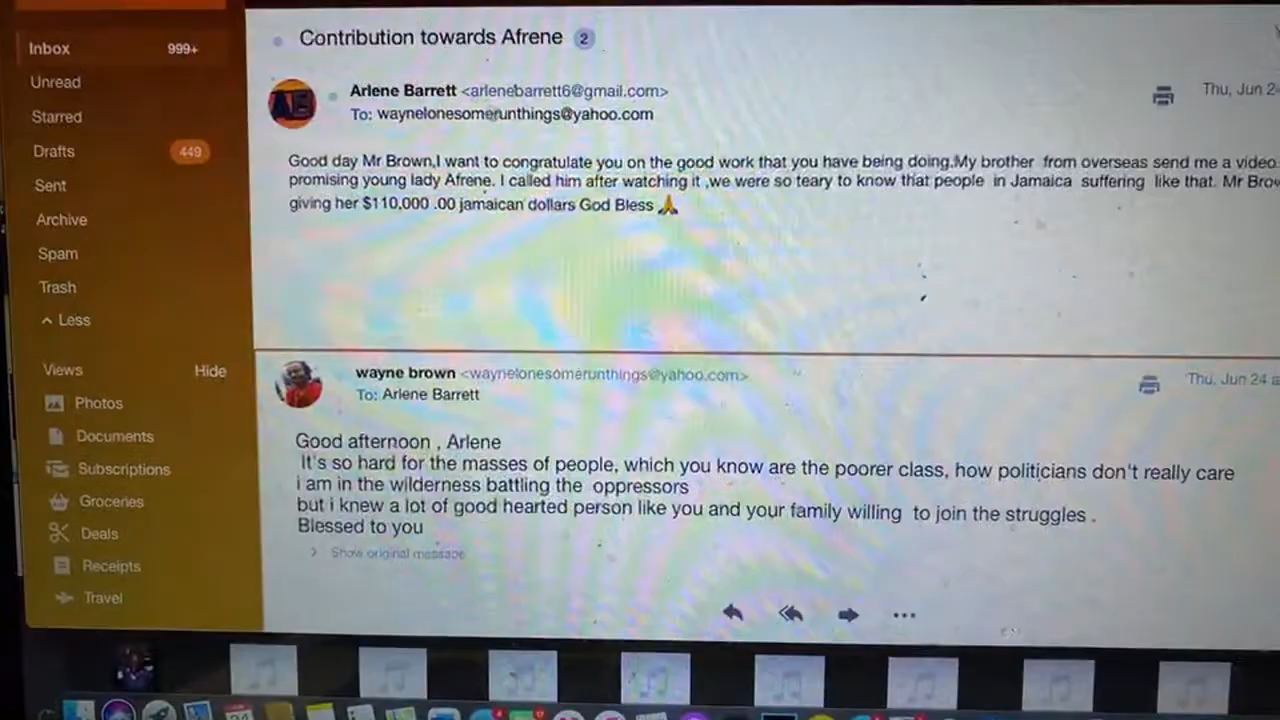 Inbox 999+
Unread
Starred
Drafts 449
Sent
Archive
Spam
Trash
Less
Views Hide
Photos
Documents
Subscriptions
Groceries
Deals
Receipts
Travel
Contribution towards Afrene 2
Arlene Barrett <arlenebarrett6@gmail.com>
Thu, Jun 2
To: waynelonesomerunthings@yahoo.com
Good day Mr Brown,I want to congratulate you on the good work that you have being doing.My brother from overseas send me a video
promising young lady Afrene. I called him after watching it ,we were so teary to know that people in Jamaica suffering like that. Mr Brow
giving her $110,000 .00 jamaican dollars God Bless 🙏
wayne brown <waynelonesomerunthings@yahoo.com>
Thu, Jun 24 a
To: Arlene Barrett
Good afternoon , Arlene
It's so hard for the masses of people, which you know are the poorer class, how politicians don't really care
i am in the wilderness battling the oppressors
but i knew a lot of good hearted person like you and your family willing to join the struggles .
Blessed to you
Show original message